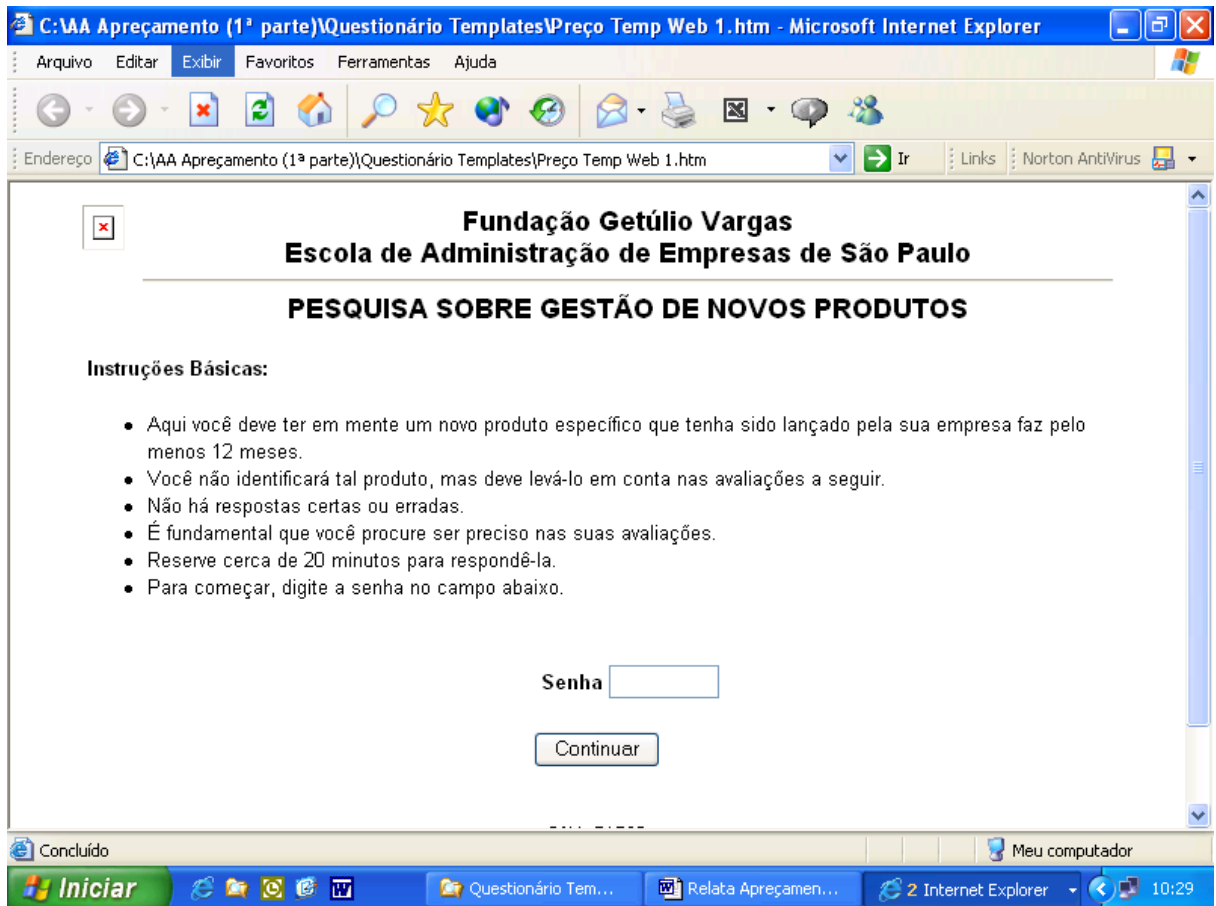 C:\AA Apreçamento (1ª parte)\Questionário Templates\Preço Temp Web 1.htm - Microsoft Internet Explorer
Arquivo Editar Exibir Favoritos Ferramentas Ajuda
Endereço C:\AA Apreçamento (1ª parte)\Questionário Templates\Preço Temp Web 1.htm Ir Links Norton AntiVirus
Fundação Getúlio Vargas
Escola de Administração de Empresas de São Paulo
PESQUISA SOBRE GESTÃO DE NOVOS PRODUTOS
Instruções Básicas:
Aqui você deve ter em mente um novo produto específico que tenha sido lançado pela sua empresa faz pelo
menos 12 meses.
Você não identificará tal produto, mas deve levá-lo em conta nas avaliações a seguir.
Não há respostas certas ou erradas.
É fundamental que você procure ser preciso nas suas avaliações.
Reserve cerca de 20 minutos para respondê-la.
Para começar, digite a senha no campo abaixo.
Senha
Continuar
Concluído Meu computador
Iniciar Questionário Tem... Relata Apreçamen... 2 Internet Explorer 10:29